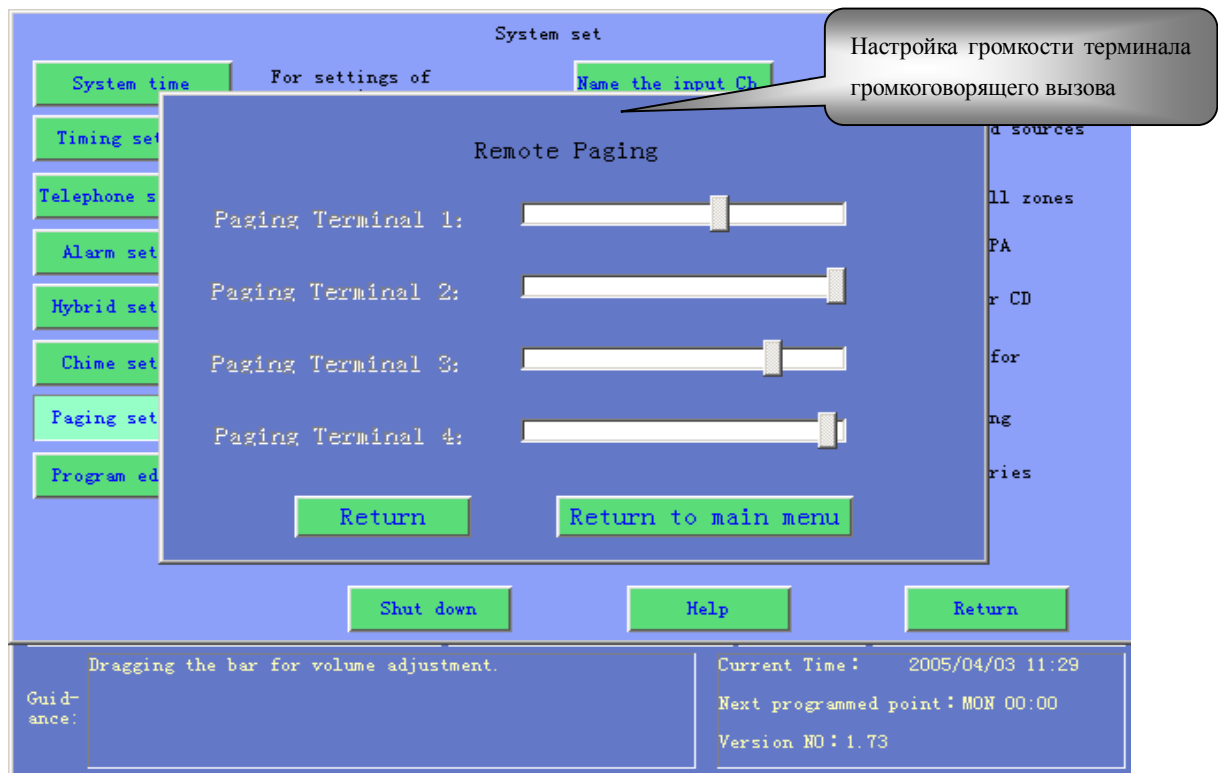 System set
Настройка громкости терминала
громкоговорящего вызова
System time
For settings of
Name the input Ch
Timing set
d sources
Telephone s
ll zones
Alarm set
PA
Hybrid set
r CD
Chime set
for
Paging set
ng
Program ed
ries
Remote Paging
Paging Terminal 1:
Paging Terminal 2:
Paging Terminal 3:
Paging Terminal 4:
Return
Return to main menu
Shut down
Help
Return
Guid-
ance:
Dragging the bar for volume adjustment.
Current Time: 2005/04/03 11:29
Next programmed point: MON 00:00
Version NO: 1.73